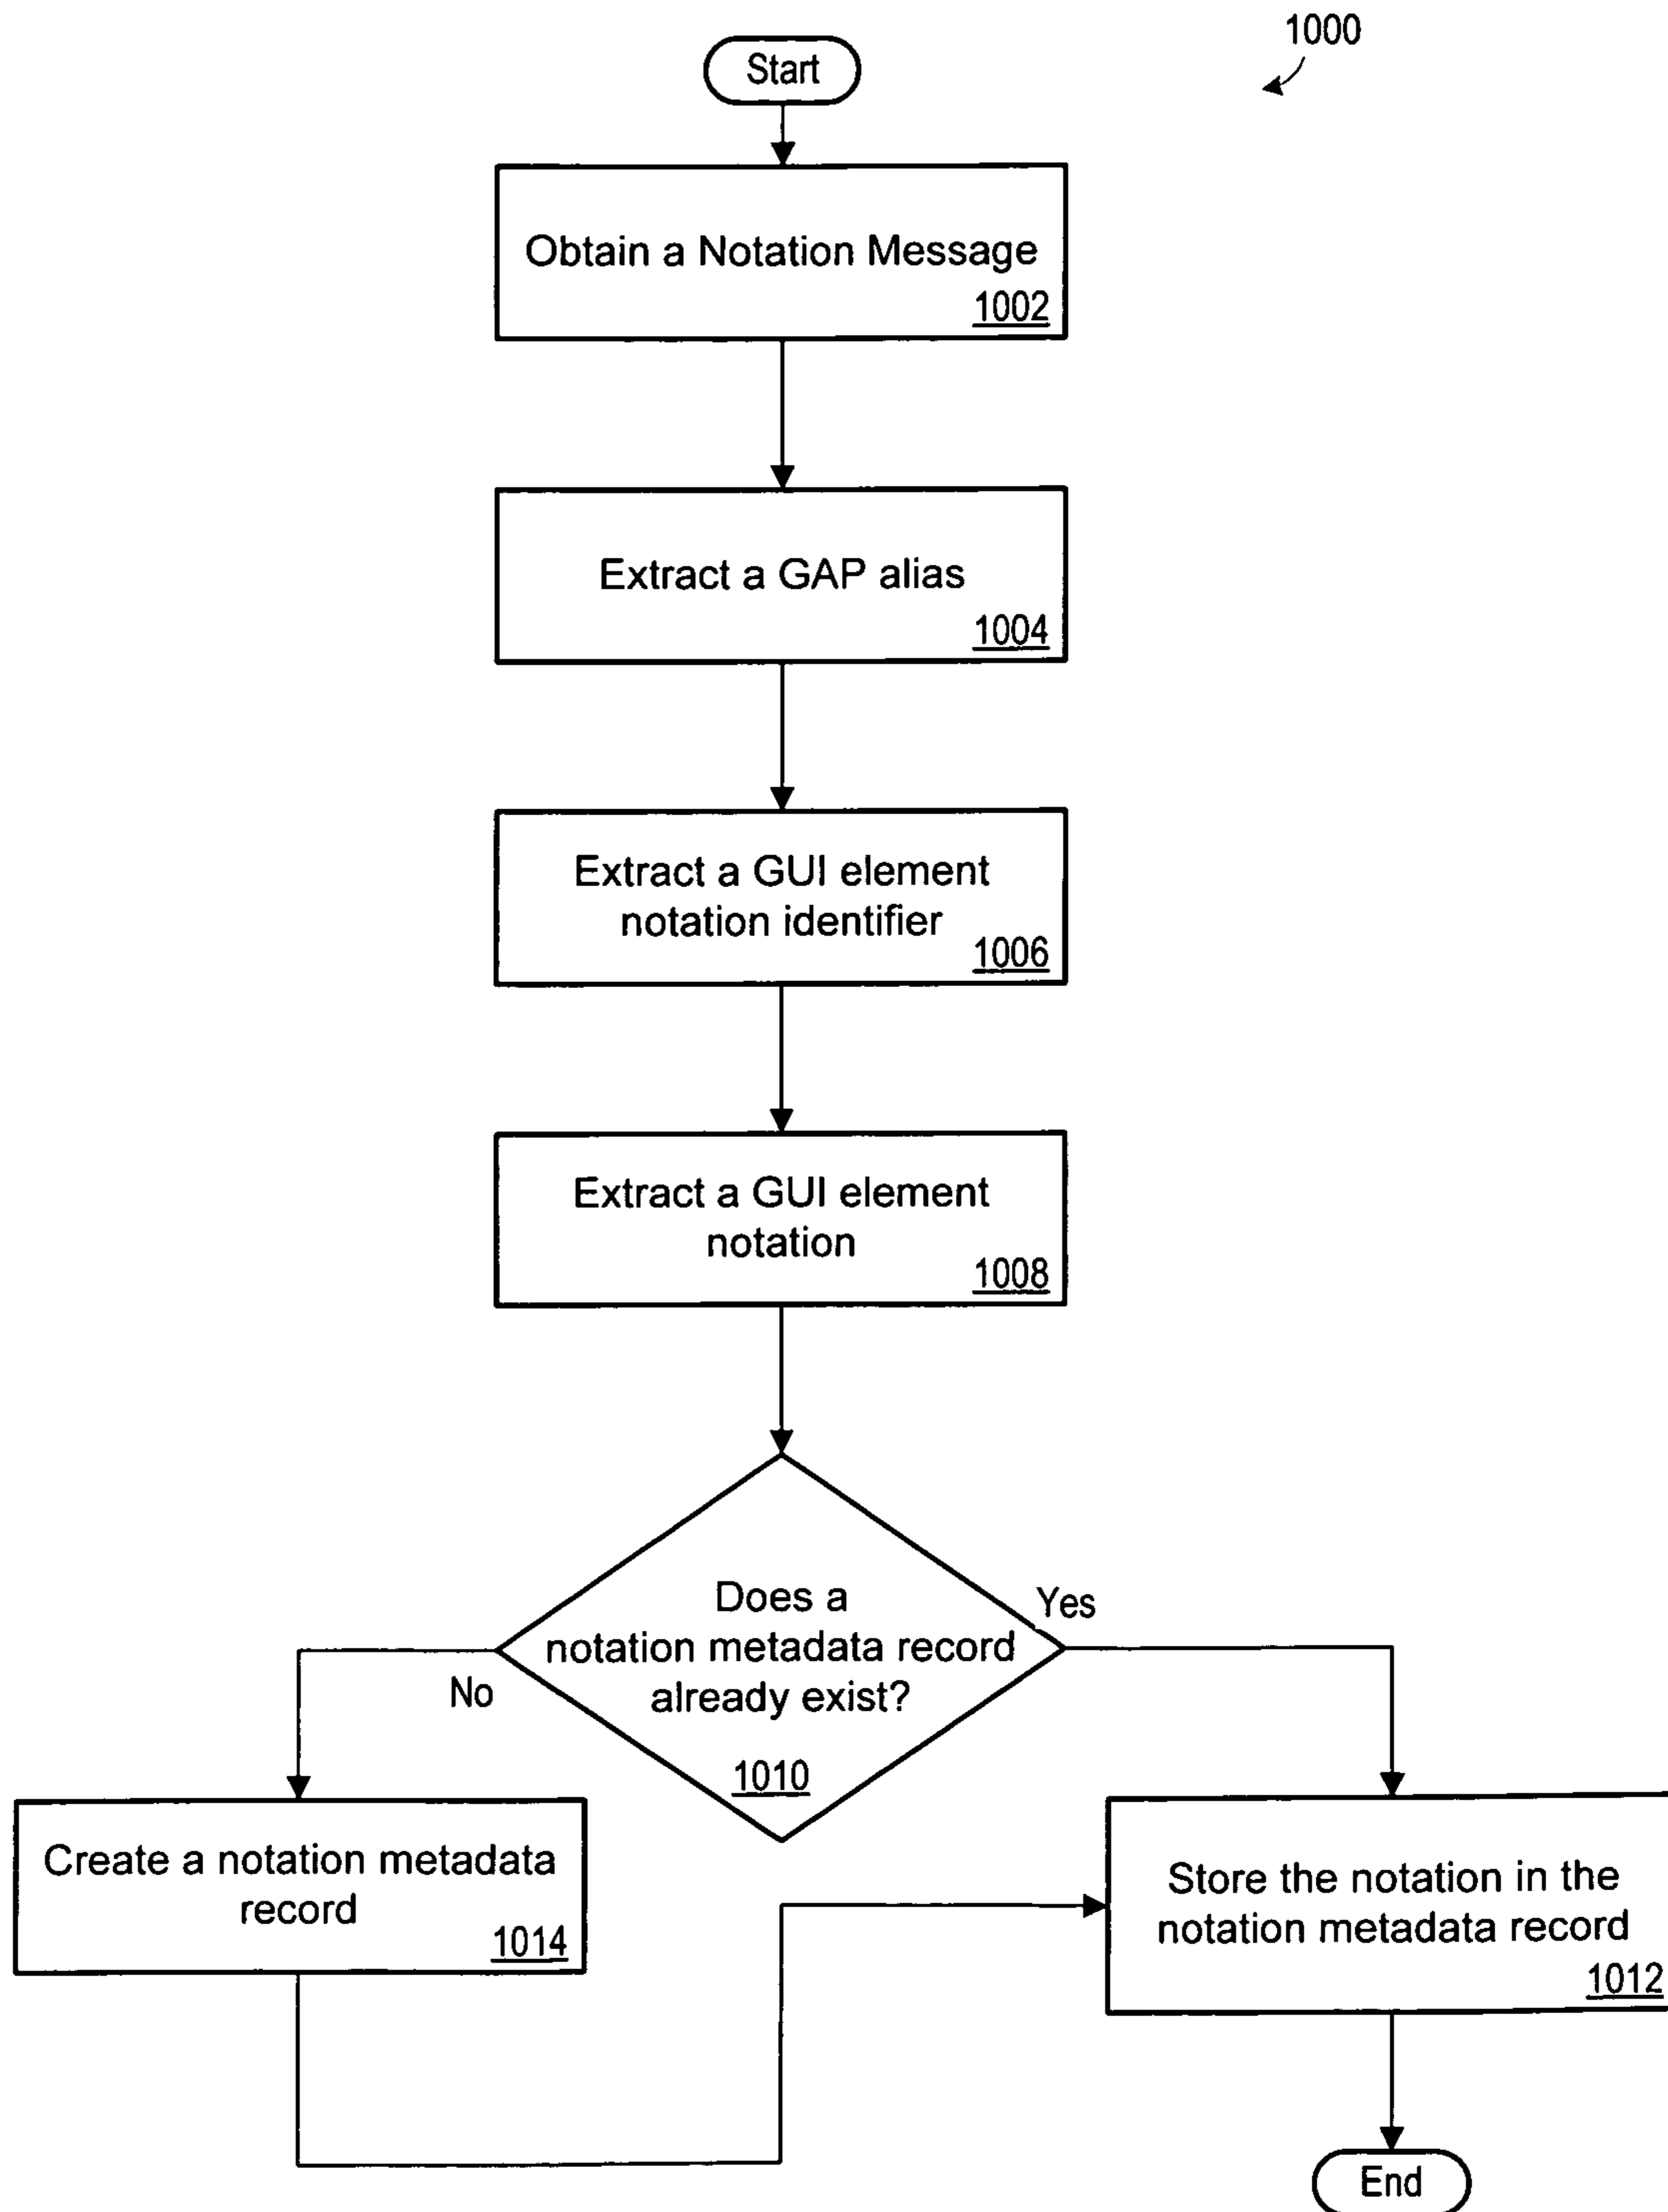 1000
Start
Obtain a Notation Message
1002
Extract a GAP alias
1004
Extract a GUI element
notation identifier
1006
Extract a GUI element
notation
1008
Does a
notation metadata record
already exist?
1010
Yes
No
Create a notation metadata
record
1014
Store the notation in the
notation metadata record
1012
End